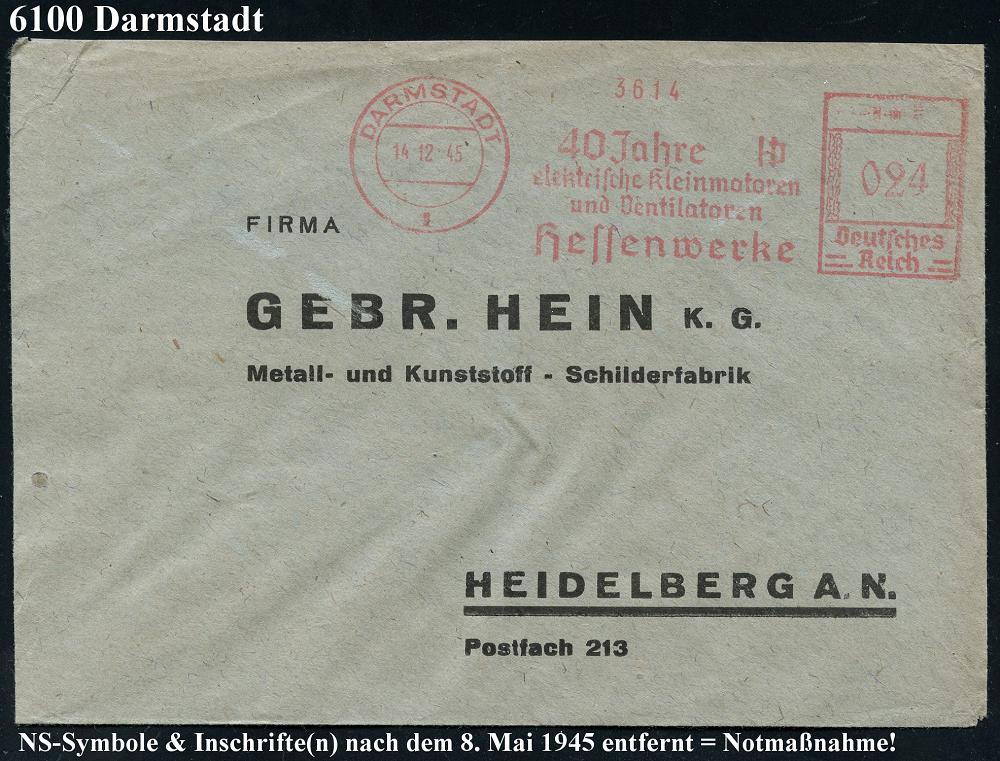 6100 Darmstadt
DARMSTADT
14.12.45
3614
40 Jahre
elektrische Kleinmotoren
und Ventilatoren
Hessenwerke
024
Deutsches
Reich
FIRMA
GEBR. HEIN K. G.
Metall- und Kunststoff - Schilderfabrik
HEIDELBERG A. N.
Postfach 213
NS-Symbole & Inschrifte(n) nach dem 8. Mai 1945 entfernt = Notmaßnahme!